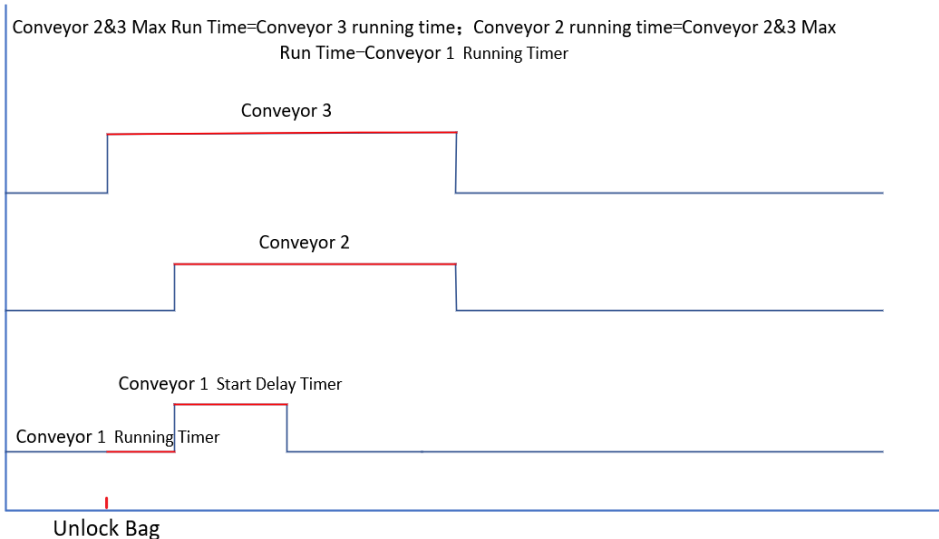 Conveyor 2&3 Max Run Time=Conveyor 3 running time；Conveyor 2 running time=Conveyor 2&3 Max
Run Time-Conveyor 1 Running Timer
Conveyor 3
Conveyor 2
Conveyor 1 Start Delay Timer
Conveyor 1 Running Timer
Unlock Bag